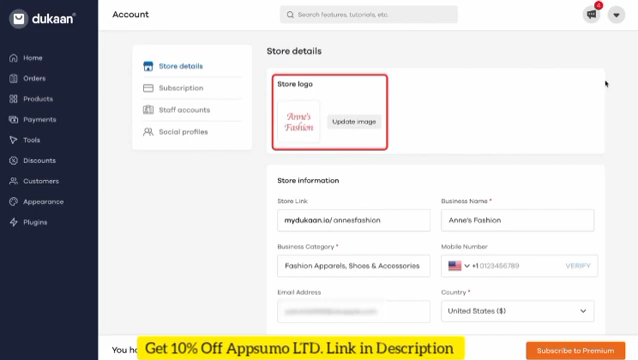 dukaan
Account
Search features, tutorials, etc.
4
Home
Orders
Products
Payments
Tools
Discounts
Customers
Appearance
Plugins
Store details
Subscription
Staff accounts
Social profiles
Store details
Store logo
Anne's
Fashion
Update image
Store information
Store Link
Business Name *
mydukaan.io/annesfashion
Anne's Fashion
Business Category *
Mobile Number
Fashion Apparels, Shoes & Accessories
+1 0123456789
VERIFY
Email Address
Country *
United States ($)
You ha
Get 10% Off Appsumo LTD. Link in Description
Subscribe to Premium